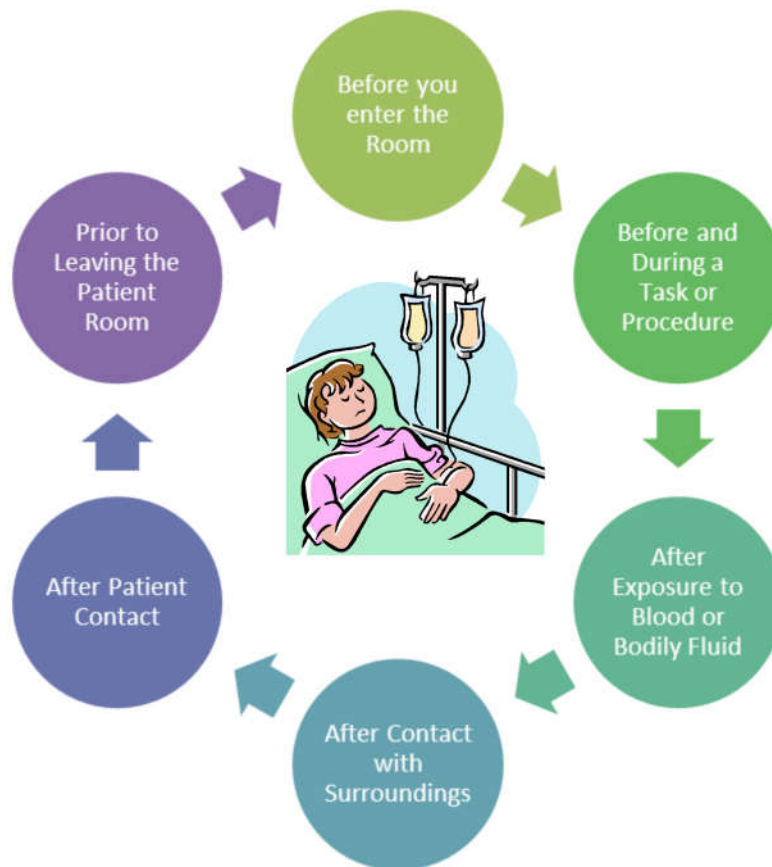 Before you
enter the
Room
Before and
During a
Task or
Procedure
After
Exposure to
Blood or
Bodily Fluid
After Contact
with
Surroundings
After Patient
Contact
Prior to
Leaving the
Patient
Room